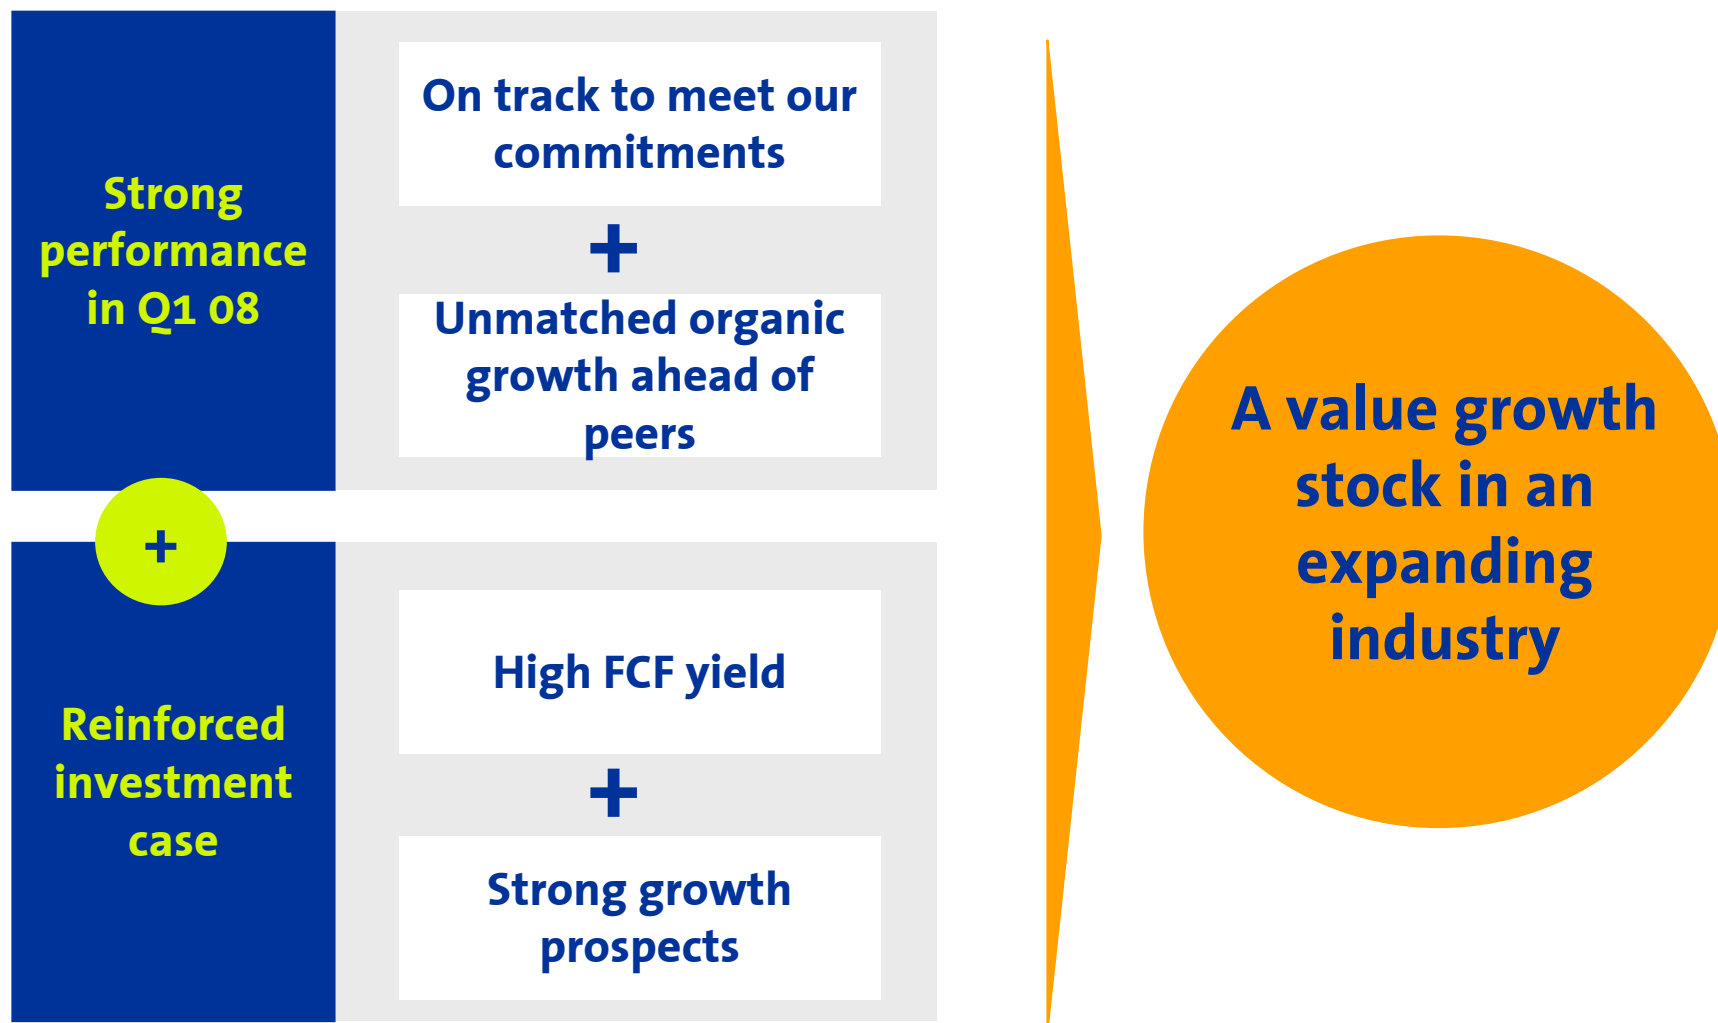 Strong
performance
in Q1 08
On track to meet our
commitments
+
Unmatched organic
growth ahead of
peers
+
Reinforced
investment
case
High FCF yield
+
Strong growth
prospects
A value growth
stock in an
expanding
industry